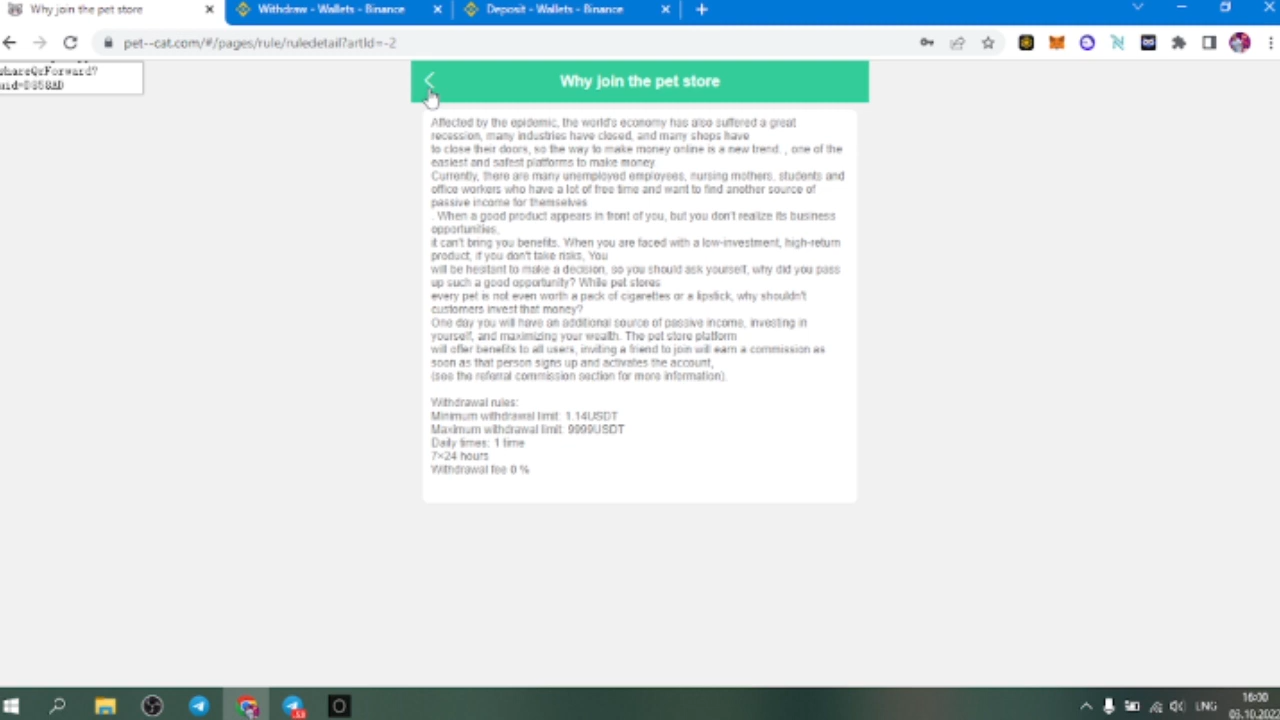 Why join the pet store
Withdraw - Wallets - Binance
Deposit - Wallets - Binance
pet--cat.com/#/pages/rule/ruledetail?artId=-2
shareQrForward?
Why join the pet store
Affected by the epidemic, the world's economy has also suffered a great
recession, many industries have closed, and many shops have
to close their doors, so the way to make money online is a new trend. , one of the
easiest and safest platforms to make money
Currently, there are many unemployed employees, nursing mothers, students and
office workers who have a lot of free time and want to find another source of
passive income for themselves
. When a good product appears in front of you, but you don't realize its business
opportunities,
it can't bring you benefits. When you are faced with a low-investment, high-return
product, if you don't take risks, You
will be hesitant to make a decision, so you should ask yourself, why did you pass
up such a good opportunity? While pet stores
every pet is not even worth a pack of cigarettes or a lipstick, why shouldn't
customers invest that money?
One day you will have an additional source of passive income, investing in
yourself, and maximizing your wealth. The pet store platform
will offer benefits to all users, inviting a friend to join will earn a commission as
soon as that person signs up and activates the account,
(see the referral commission section for more information).
Withdrawal rules:
Minimum withdrawal limit: 1.14USDT
Maximum withdrawal limit: 9999USDT
Daily times: 1 time
7×24 hours
Withdrawal fee 0 %
ENG
16:00